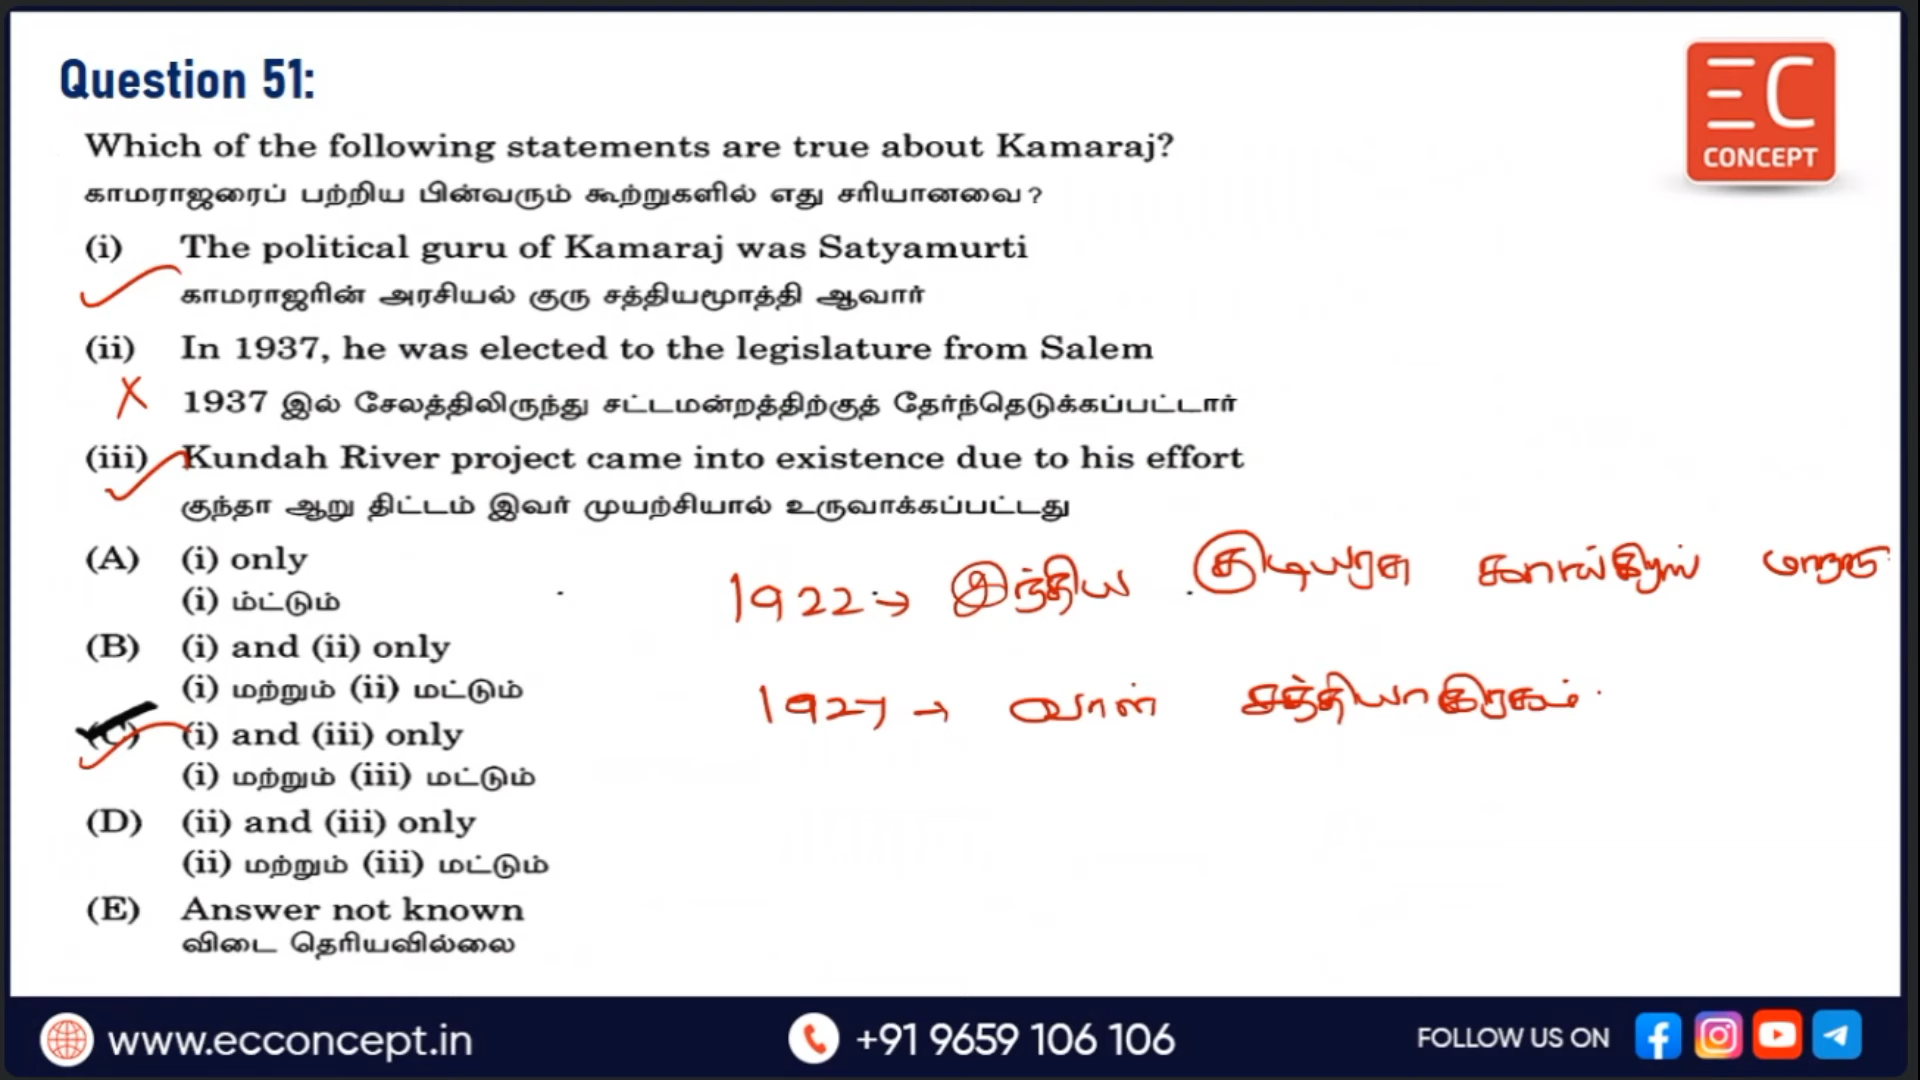 Question 51:
EC
CONCEPT
Which of the following statements are true about Kamaraj?
காமராஜரைப் பற்றிய பின்வரும் கூற்றுகளில் எது சரியானவை?
(i) The political guru of Kamaraj was Satyamurti
காமராஜரின் அரசியல் குரு சத்தியமூர்த்தி ஆவார்
(ii) In 1937, he was elected to the legislature from Salem
1937 இல் சேலத்திலிருந்து சட்டமன்றத்திற்குத் தேர்ந்தெடுக்கப்பட்டார்
(iii) Kundah River project came into existence due to his effort
குந்தா ஆறு திட்டம் இவர் முயற்சியால் உருவாக்கப்பட்டது
(A) (i) only
(i) மட்டும்
1922 → இந்திய குடியரசு காங்கிரஸ்
(B) (i) and (ii) only
(i) மற்றும் (ii) மட்டும்
1927 → வாள் சத்தியாகிரகம்
(C) (i) and (iii) only
(i) மற்றும் (iii) மட்டும்
(D) (ii) and (iii) only
(ii) மற்றும் (iii) மட்டும்
(E) Answer not known
விடை தெரியவில்லை
www.ecconcept.in +91 9659 106 106 FOLLOW US ON